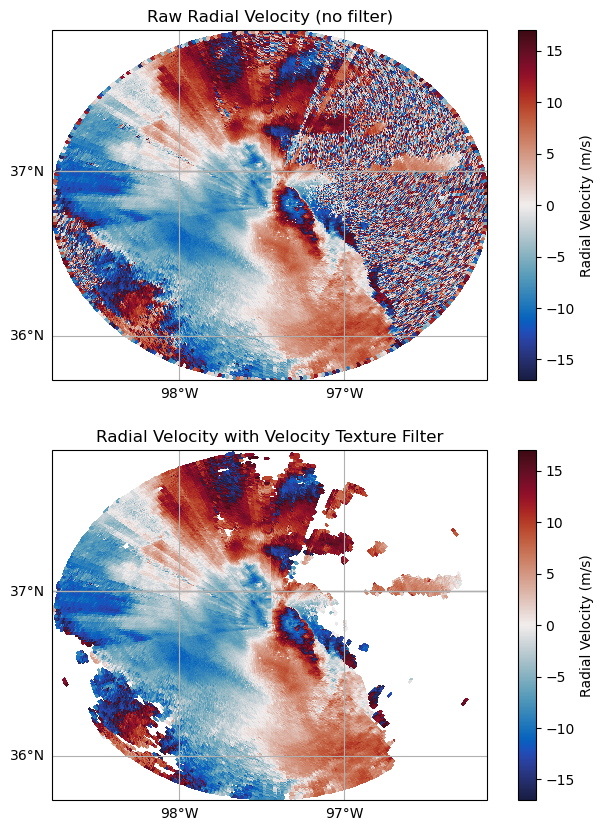 Raw Radial Velocity (no filter)
37°N
36°N
98°W
97°W
15
10
5
0
−5
−10
−15
Radial Velocity (m/s)
Radial Velocity with Velocity Texture Filter
37°N
36°N
98°W
97°W
15
10
5
0
−5
−10
−15
Radial Velocity (m/s)